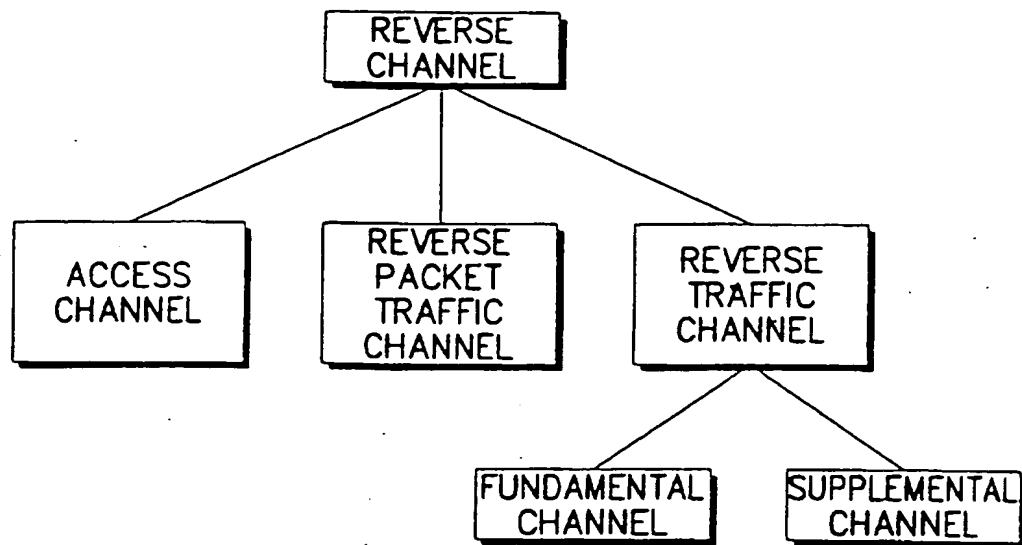 REVERSE
CHANNEL
ACCESS
CHANNEL
REVERSE
PACKET
TRAFFIC
CHANNEL
REVERSE
TRAFFIC
CHANNEL
FUNDAMENTAL
CHANNEL
SUPPLEMENTAL
CHANNEL